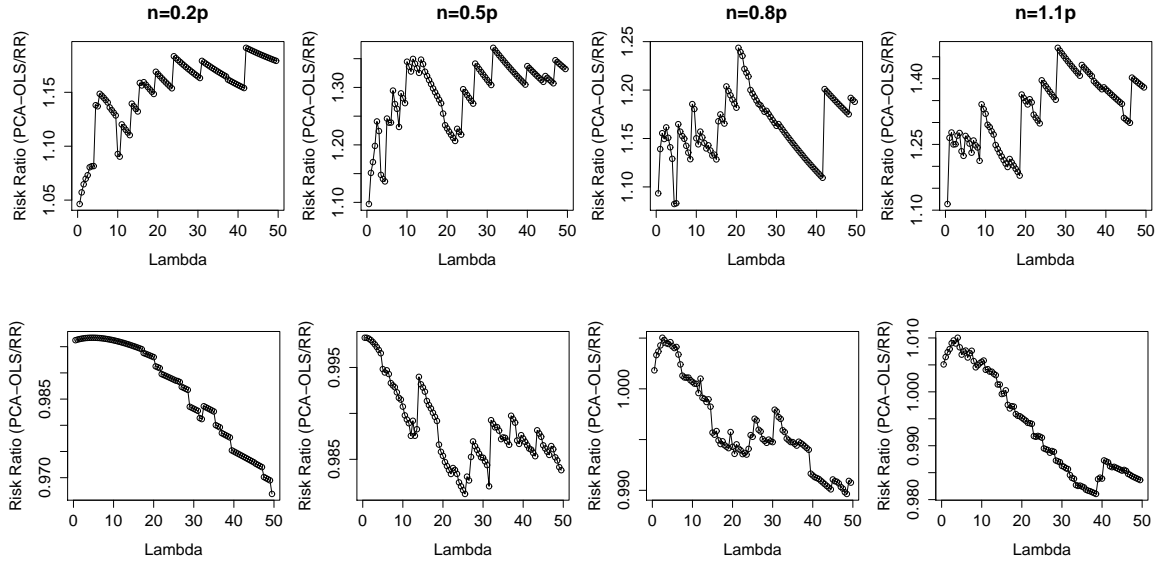 n=0.2p
n=0.5p
n=0.8p
n=1.1p
Risk Ratio (PCA−OLS/RR)
1.05 1.10 1.15
0 10 20 30 40 50
Lambda
Risk Ratio (PCA−OLS/RR)
1.10 1.20 1.30
0 10 20 30 40 50
Lambda
Risk Ratio (PCA−OLS/RR)
1.10 1.15 1.20 1.25
0 10 20 30 40 50
Lambda
Risk Ratio (PCA−OLS/RR)
1.10 1.25 1.40
0 10 20 30 40 50
Lambda
Risk Ratio (PCA−OLS/RR)
0.970 0.985
0 10 20 30 40 50
Lambda
Risk Ratio (PCA−OLS/RR)
0.985 0.995
0 10 20 30 40 50
Lambda
Risk Ratio (PCA−OLS/RR)
0.990 1.000
0 10 20 30 40 50
Lambda
Risk Ratio (PCA−OLS/RR)
0.980 0.990 1.000 1.010
0 10 20 30 40 50
Lambda